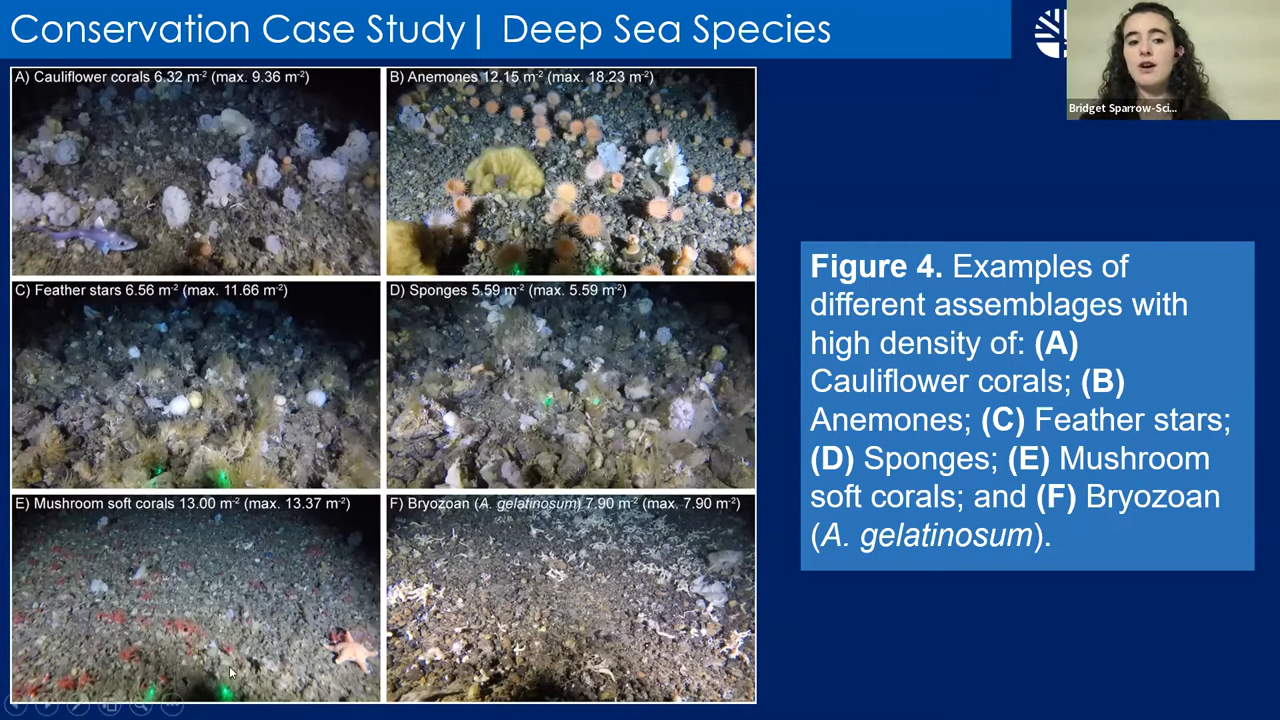 Conservation Case Study| Deep Sea Species
Bridget Sparrow-Sci...
A) Cauliflower corals 6.32 m⁻² (max. 9.36 m⁻²)
B) Anemones 12.15 m⁻² (max. 18.23 m⁻²)
C) Feather stars 6.56 m⁻² (max. 11.66 m⁻²)
D) Sponges 5.59 m⁻² (max. 5.59 m⁻²)
E) Mushroom soft corals 13.00 m⁻² (max. 13.37 m⁻²)
F) Bryozoan (A. gelatinosum) 7.90 m⁻² (max. 7.90 m⁻²)
Figure 4. Examples of
different assemblages with
high density of: (A)
Cauliflower corals; (B)
Anemones; (C) Feather stars;
(D) Sponges; (E) Mushroom
soft corals; and (F) Bryozoan
(A. gelatinosum).